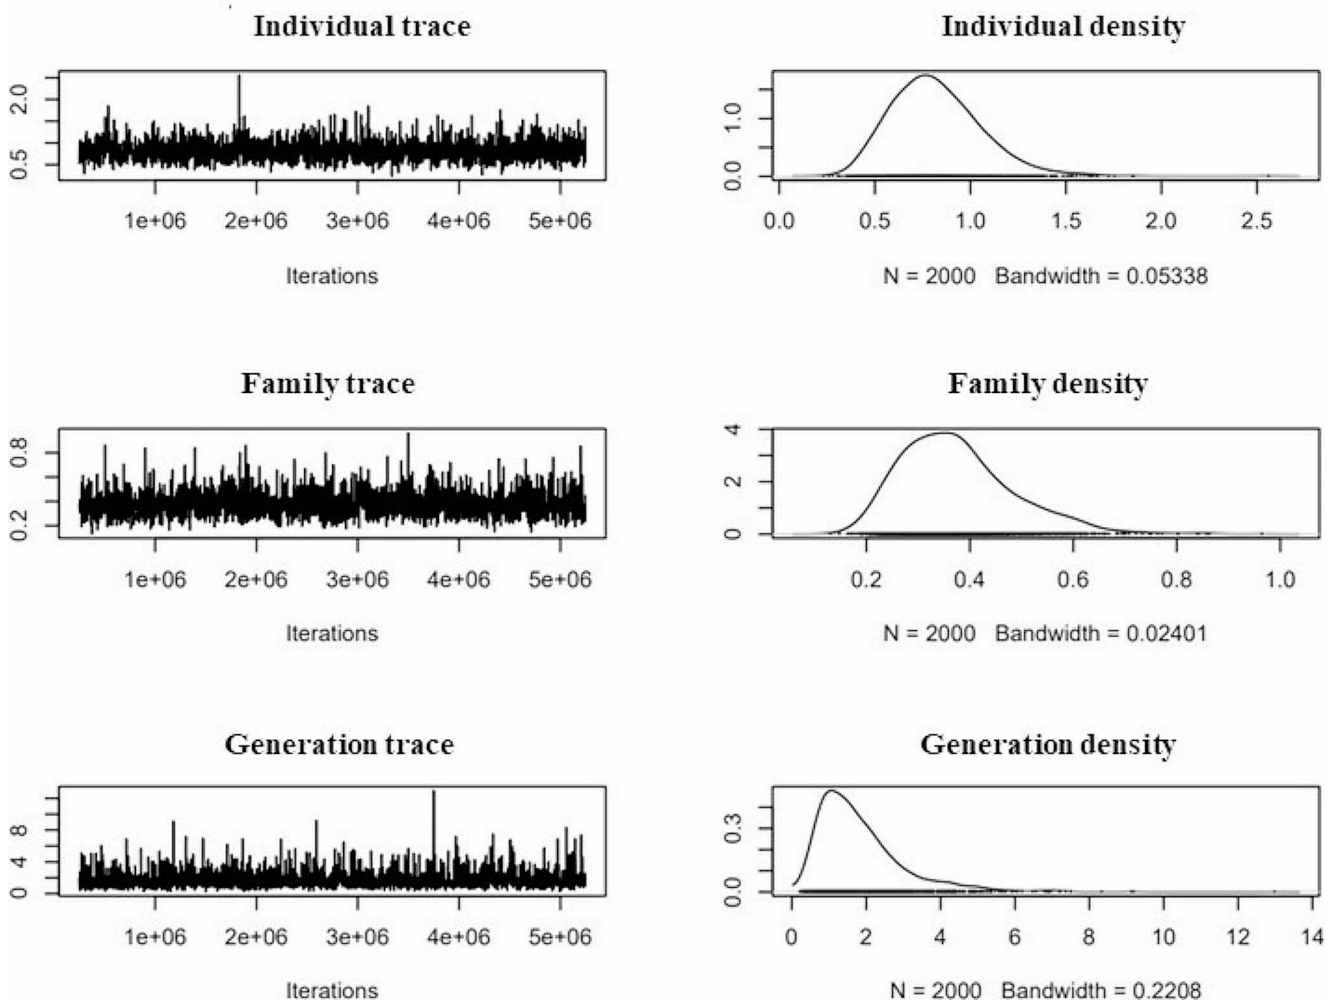 Individual trace
2.0
0.5
1e+06 2e+06 3e+06 4e+06 5e+06
Iterations
Individual density
1.0
0.0
0.0 0.5 1.0 1.5 2.0 2.5
N = 2000 Bandwidth = 0.05338
Family trace
0.8
0.2
1e+06 2e+06 3e+06 4e+06 5e+06
Iterations
Family density
4
2
0
0.2 0.4 0.6 0.8 1.0
N = 2000 Bandwidth = 0.02401
Generation trace
8
4
0
1e+06 2e+06 3e+06 4e+06 5e+06
Iterations
Generation density
0.3
0.0
0 2 4 6 8 10 12 14
N = 2000 Bandwidth = 0.2208